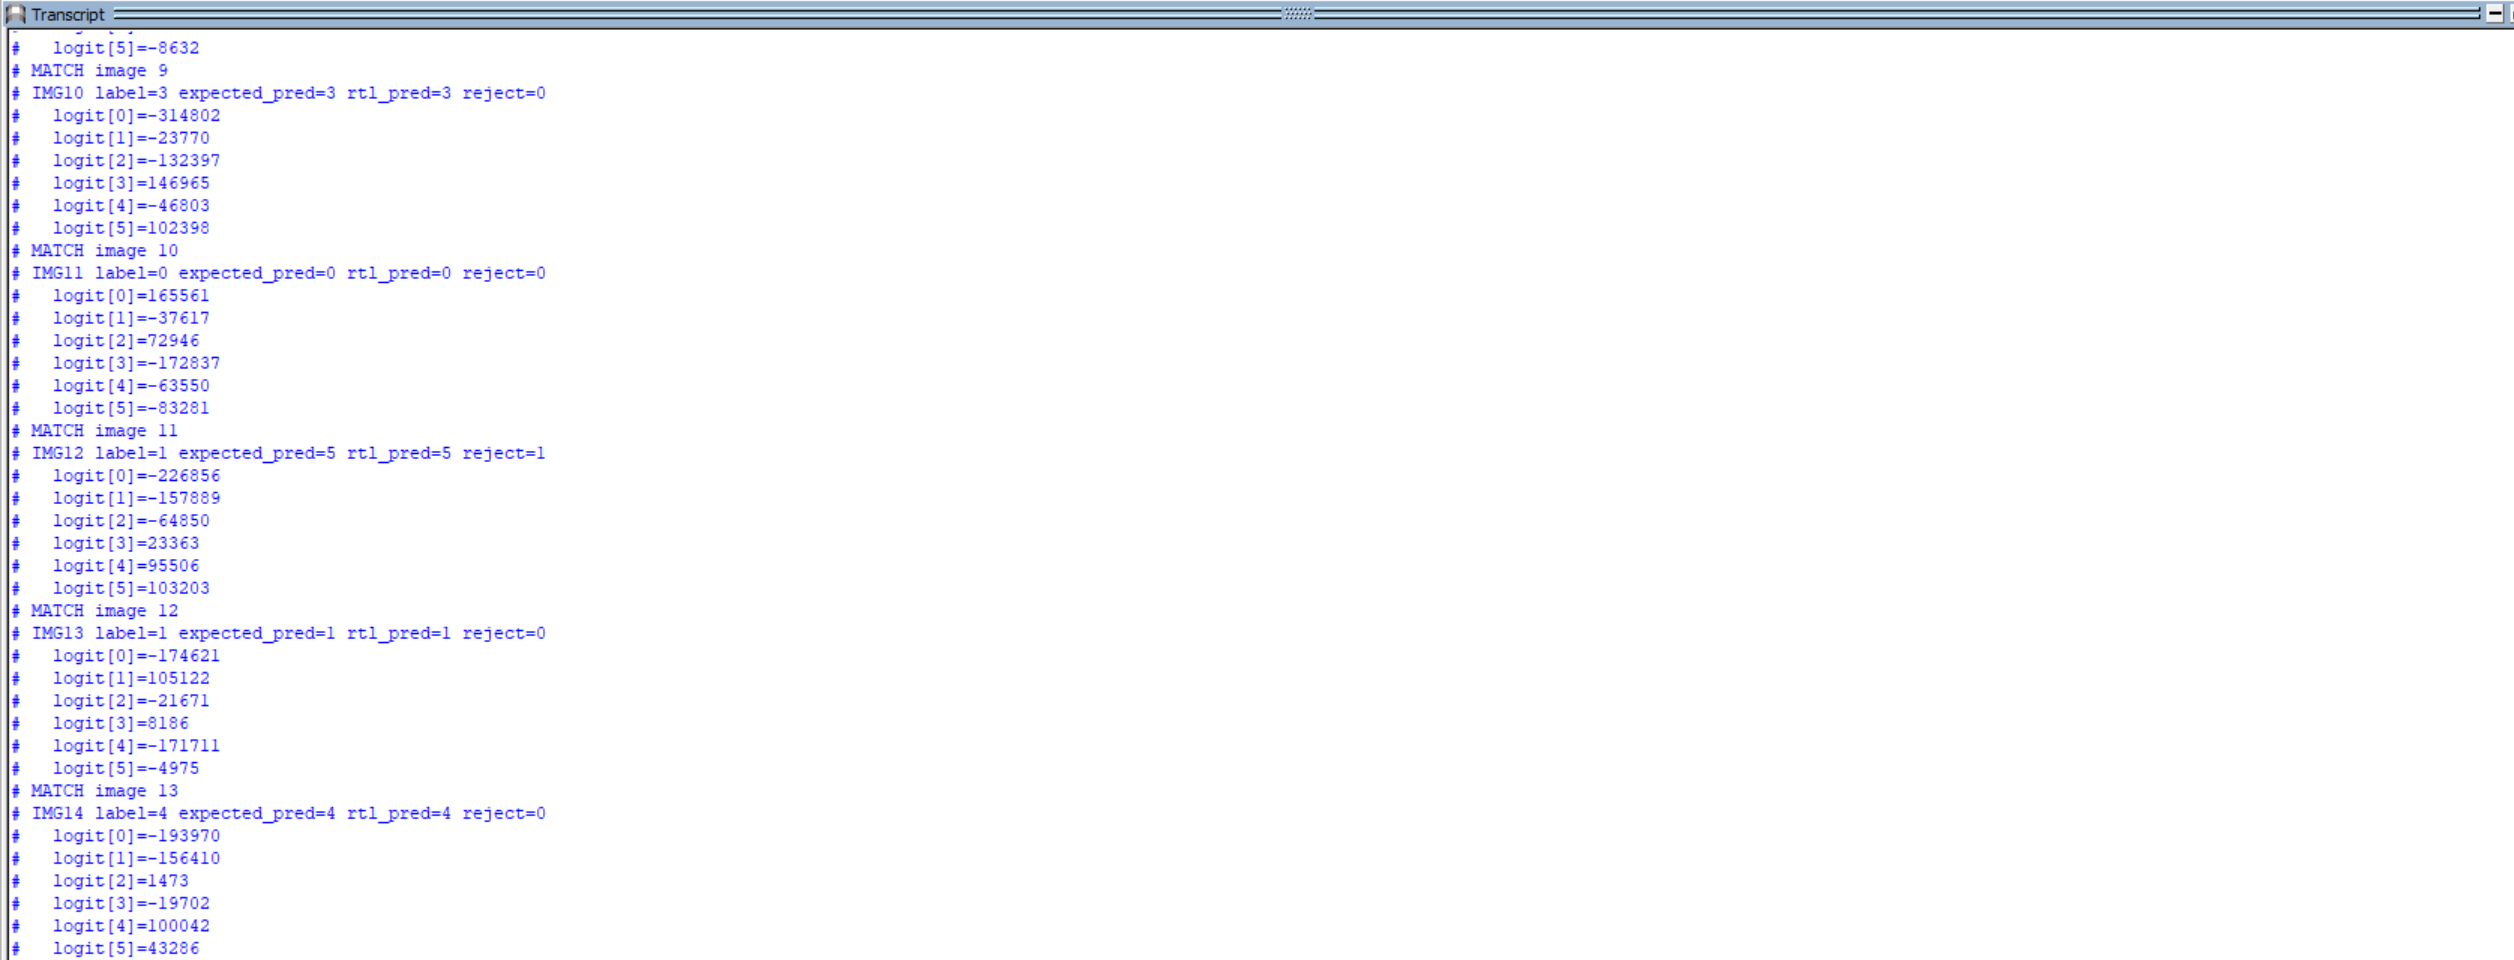 Transcript
#   logit[5]=-8632
# MATCH image 9
# IMG10 label=3 expected_pred=3 rtl_pred=3 reject=0
#   logit[0]=-314802
#   logit[1]=-23770
#   logit[2]=-132397
#   logit[3]=146965
#   logit[4]=-46803
#   logit[5]=102398
# MATCH image 10
# IMG11 label=0 expected_pred=0 rtl_pred=0 reject=0
#   logit[0]=165561
#   logit[1]=-37617
#   logit[2]=72946
#   logit[3]=-172837
#   logit[4]=-63550
#   logit[5]=-83281
# MATCH image 11
# IMG12 label=1 expected_pred=5 rtl_pred=5 reject=1
#   logit[0]=-226856
#   logit[1]=-157889
#   logit[2]=-64850
#   logit[3]=23363
#   logit[4]=95506
#   logit[5]=103203
# MATCH image 12
# IMG13 label=1 expected_pred=1 rtl_pred=1 reject=0
#   logit[0]=-174621
#   logit[1]=105122
#   logit[2]=-21671
#   logit[3]=8186
#   logit[4]=-171711
#   logit[5]=-4975
# MATCH image 13
# IMG14 label=4 expected_pred=4 rtl_pred=4 reject=0
#   logit[0]=-193970
#   logit[1]=-156410
#   logit[2]=1473
#   logit[3]=-19702
#   logit[4]=100042
#   logit[5]=43286